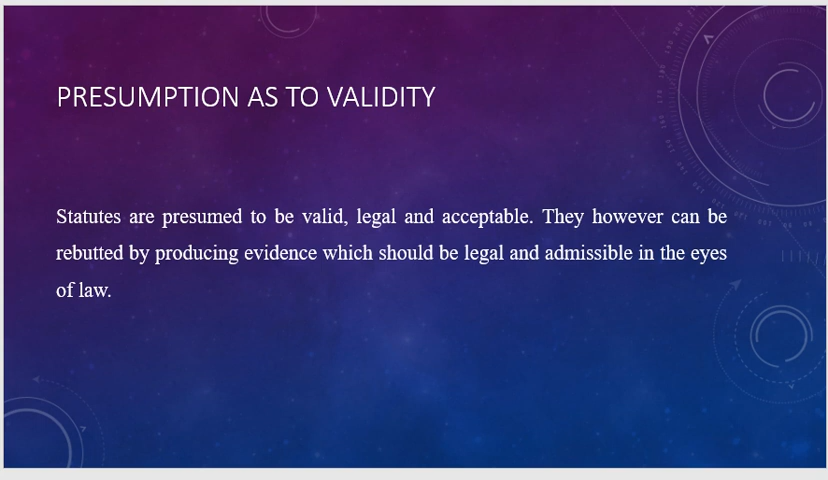 PRESUMPTION AS TO VALIDITY
Statutes are presumed to be valid, legal and acceptable. They however can be
rebutted by producing evidence which should be legal and admissible in the eyes
of law.